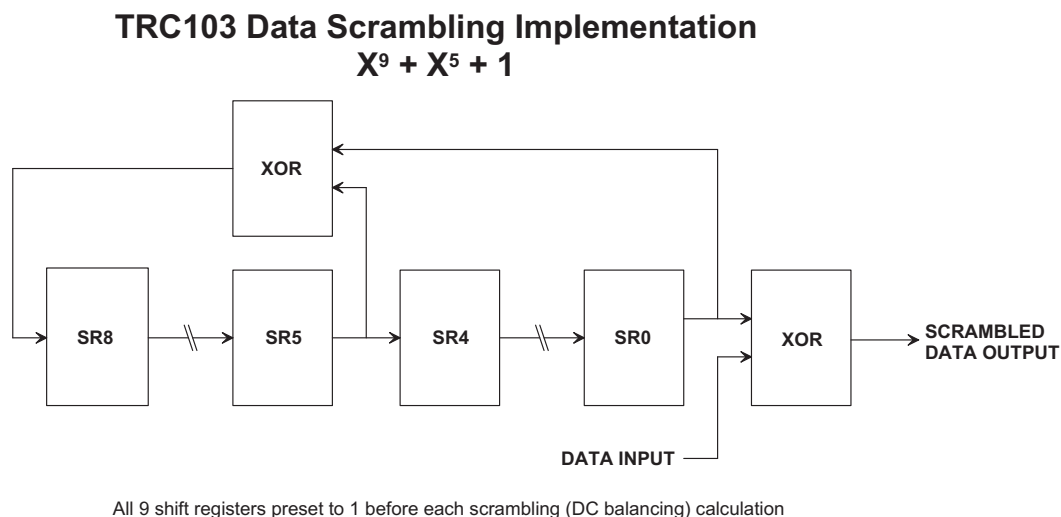 TRC103 Data Scrambling Implementation
X⁹ + X⁵ + 1
XOR
SR8
SR5
SR4
SR0
XOR
SCRAMBLED
DATA OUTPUT
DATA INPUT
All 9 shift registers preset to 1 before each scrambling (DC balancing) calculation